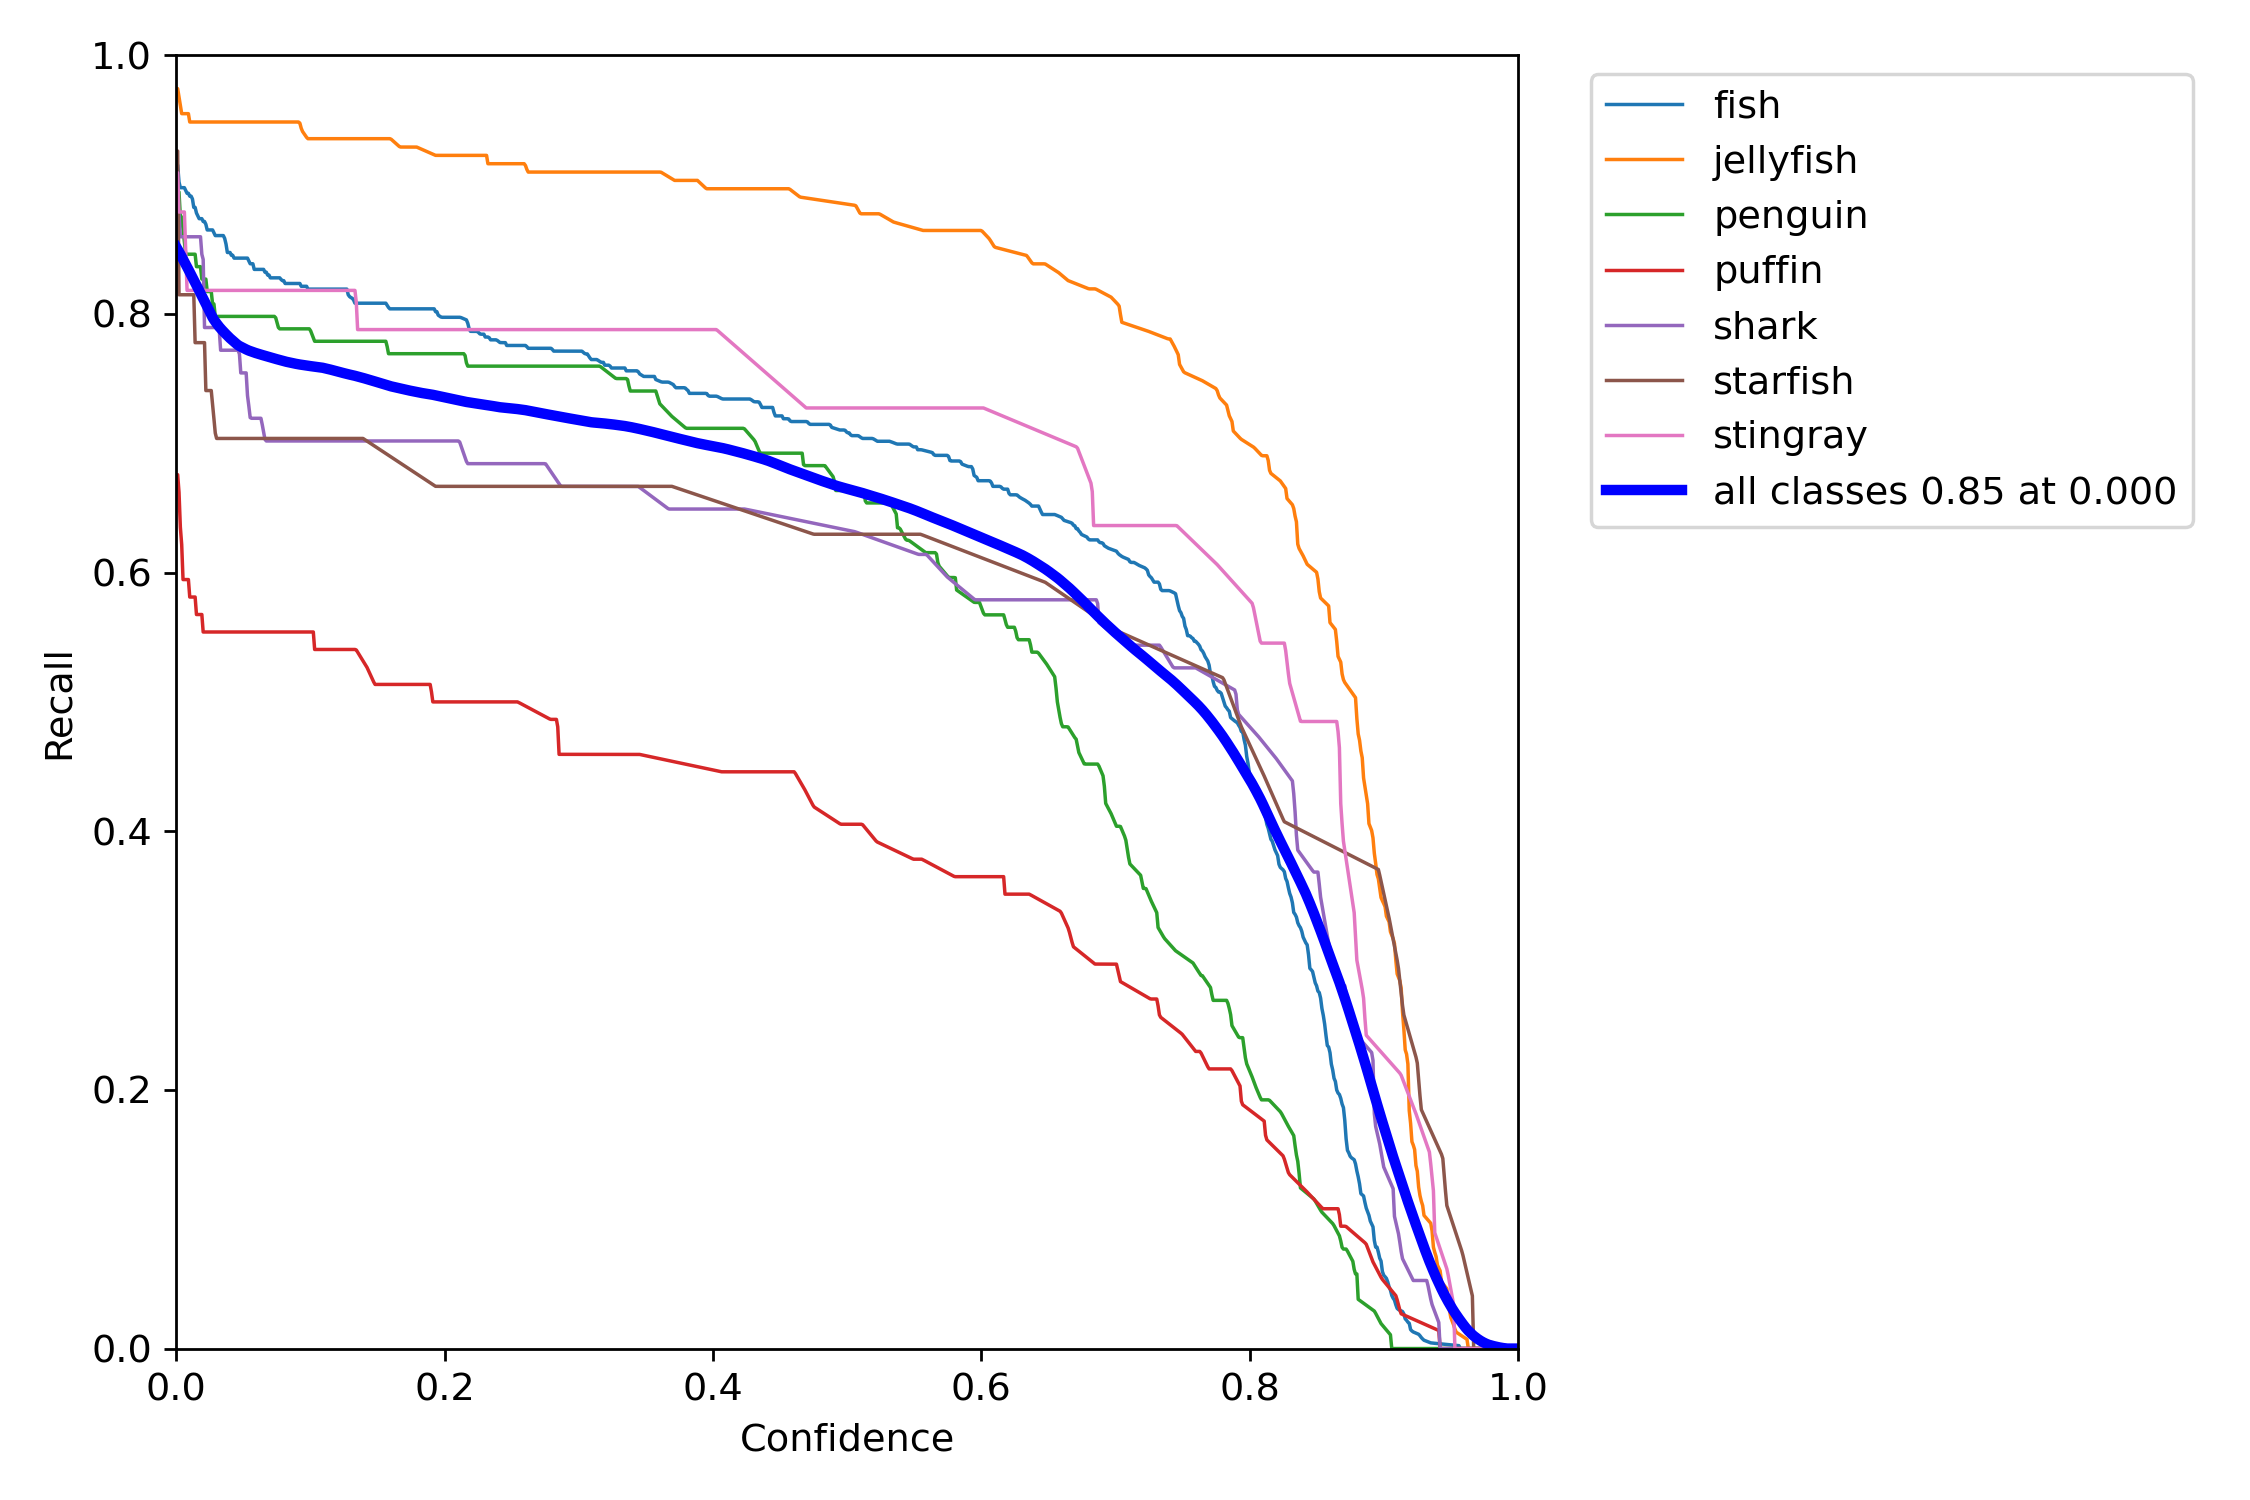 1.0
0.8
0.6
0.4
0.2
0.0
0.0 0.2 0.4 0.6 0.8 1.0
Recall
Confidence
fish
jellyfish
penguin
puffin
shark
starfish
stingray
all classes 0.85 at 0.000